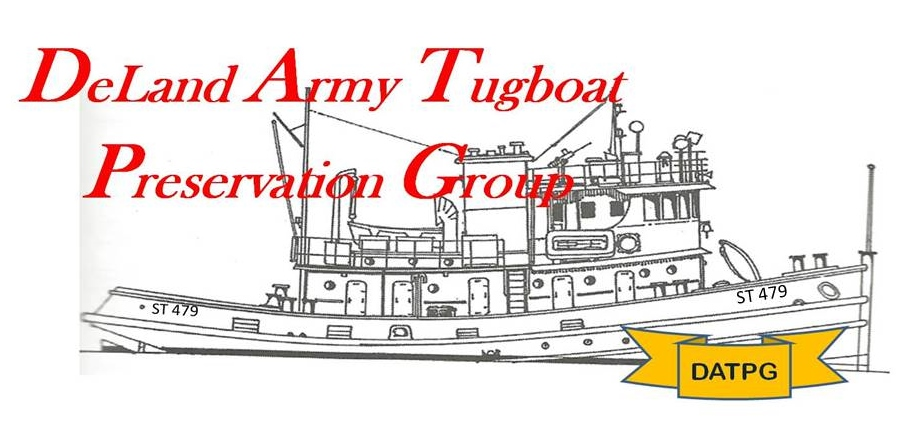 DeLand Army Tugboat
Preservation Group
ST 479
ST 479
DATPG